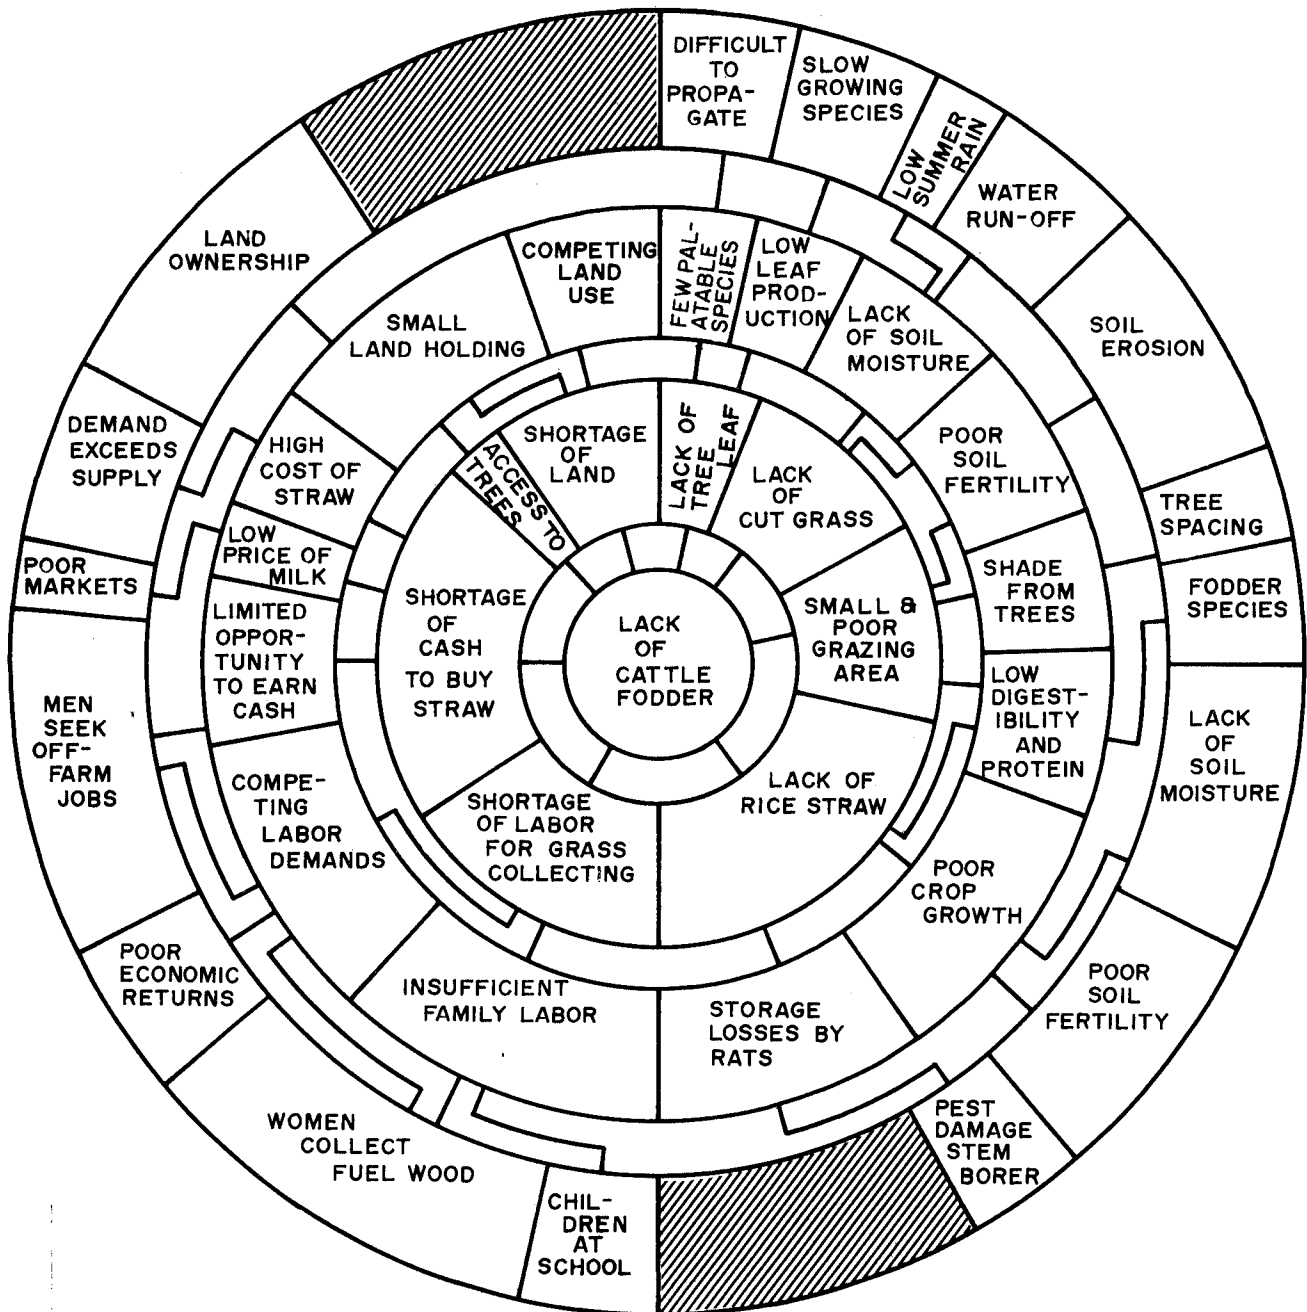 LACK
OF
CATTLE
FODDER
LACK OF
TREE
LEAF
LACK
OF
CUT GRASS
SMALL &
POOR
GRAZING
AREA
LACK OF
RICE STRAW
SHORTAGE
OF LABOR
FOR GRASS
COLLECTING
SHORTAGE
OF
CASH
TO BUY
STRAW
ACCESS TO
TREES
SHORTAGE
OF
LAND
FEW PAL-
ATABLE
SPECIES
LOW
LEAF
PROD-
UCTION
LACK
OF SOIL
MOISTURE
POOR
SOIL
FERTILITY
SHADE
FROM
TREES
LOW
DIGEST-
IBILITY
AND
PROTEIN
POOR
CROP
GROWTH
STORAGE
LOSSES BY
RATS
INSUFFICIENT
FAMILY LABOR
COMPE-
TING
LABOR
DEMANDS
LIMITED
OPPOR-
TUNITY
TO EARN
CASH
LOW
PRICE OF
MILK
HIGH
COST OF
STRAW
SMALL
LAND HOLDING
COMPETING
LAND
USE
DIFFICULT
TO
PROPA-
GATE
SLOW
GROWING
SPECIES
LOW
SUMMER
RAIN
WATER
RUN-OFF
SOIL
EROSION
TREE
SPACING
FODDER
SPECIES
LACK
OF
SOIL
MOISTURE
POOR
SOIL
FERTILITY
PEST
DAMAGE
STEM
BORER
CHIL-
DREN
AT
SCHOOL
WOMEN
COLLECT
FUEL WOOD
POOR
ECONOMIC
RETURNS
MEN
SEEK
OFF-
FARM
JOBS
POOR
MARKETS
DEMAND
EXCEEDS
SUPPLY
LAND
OWNERSHIP